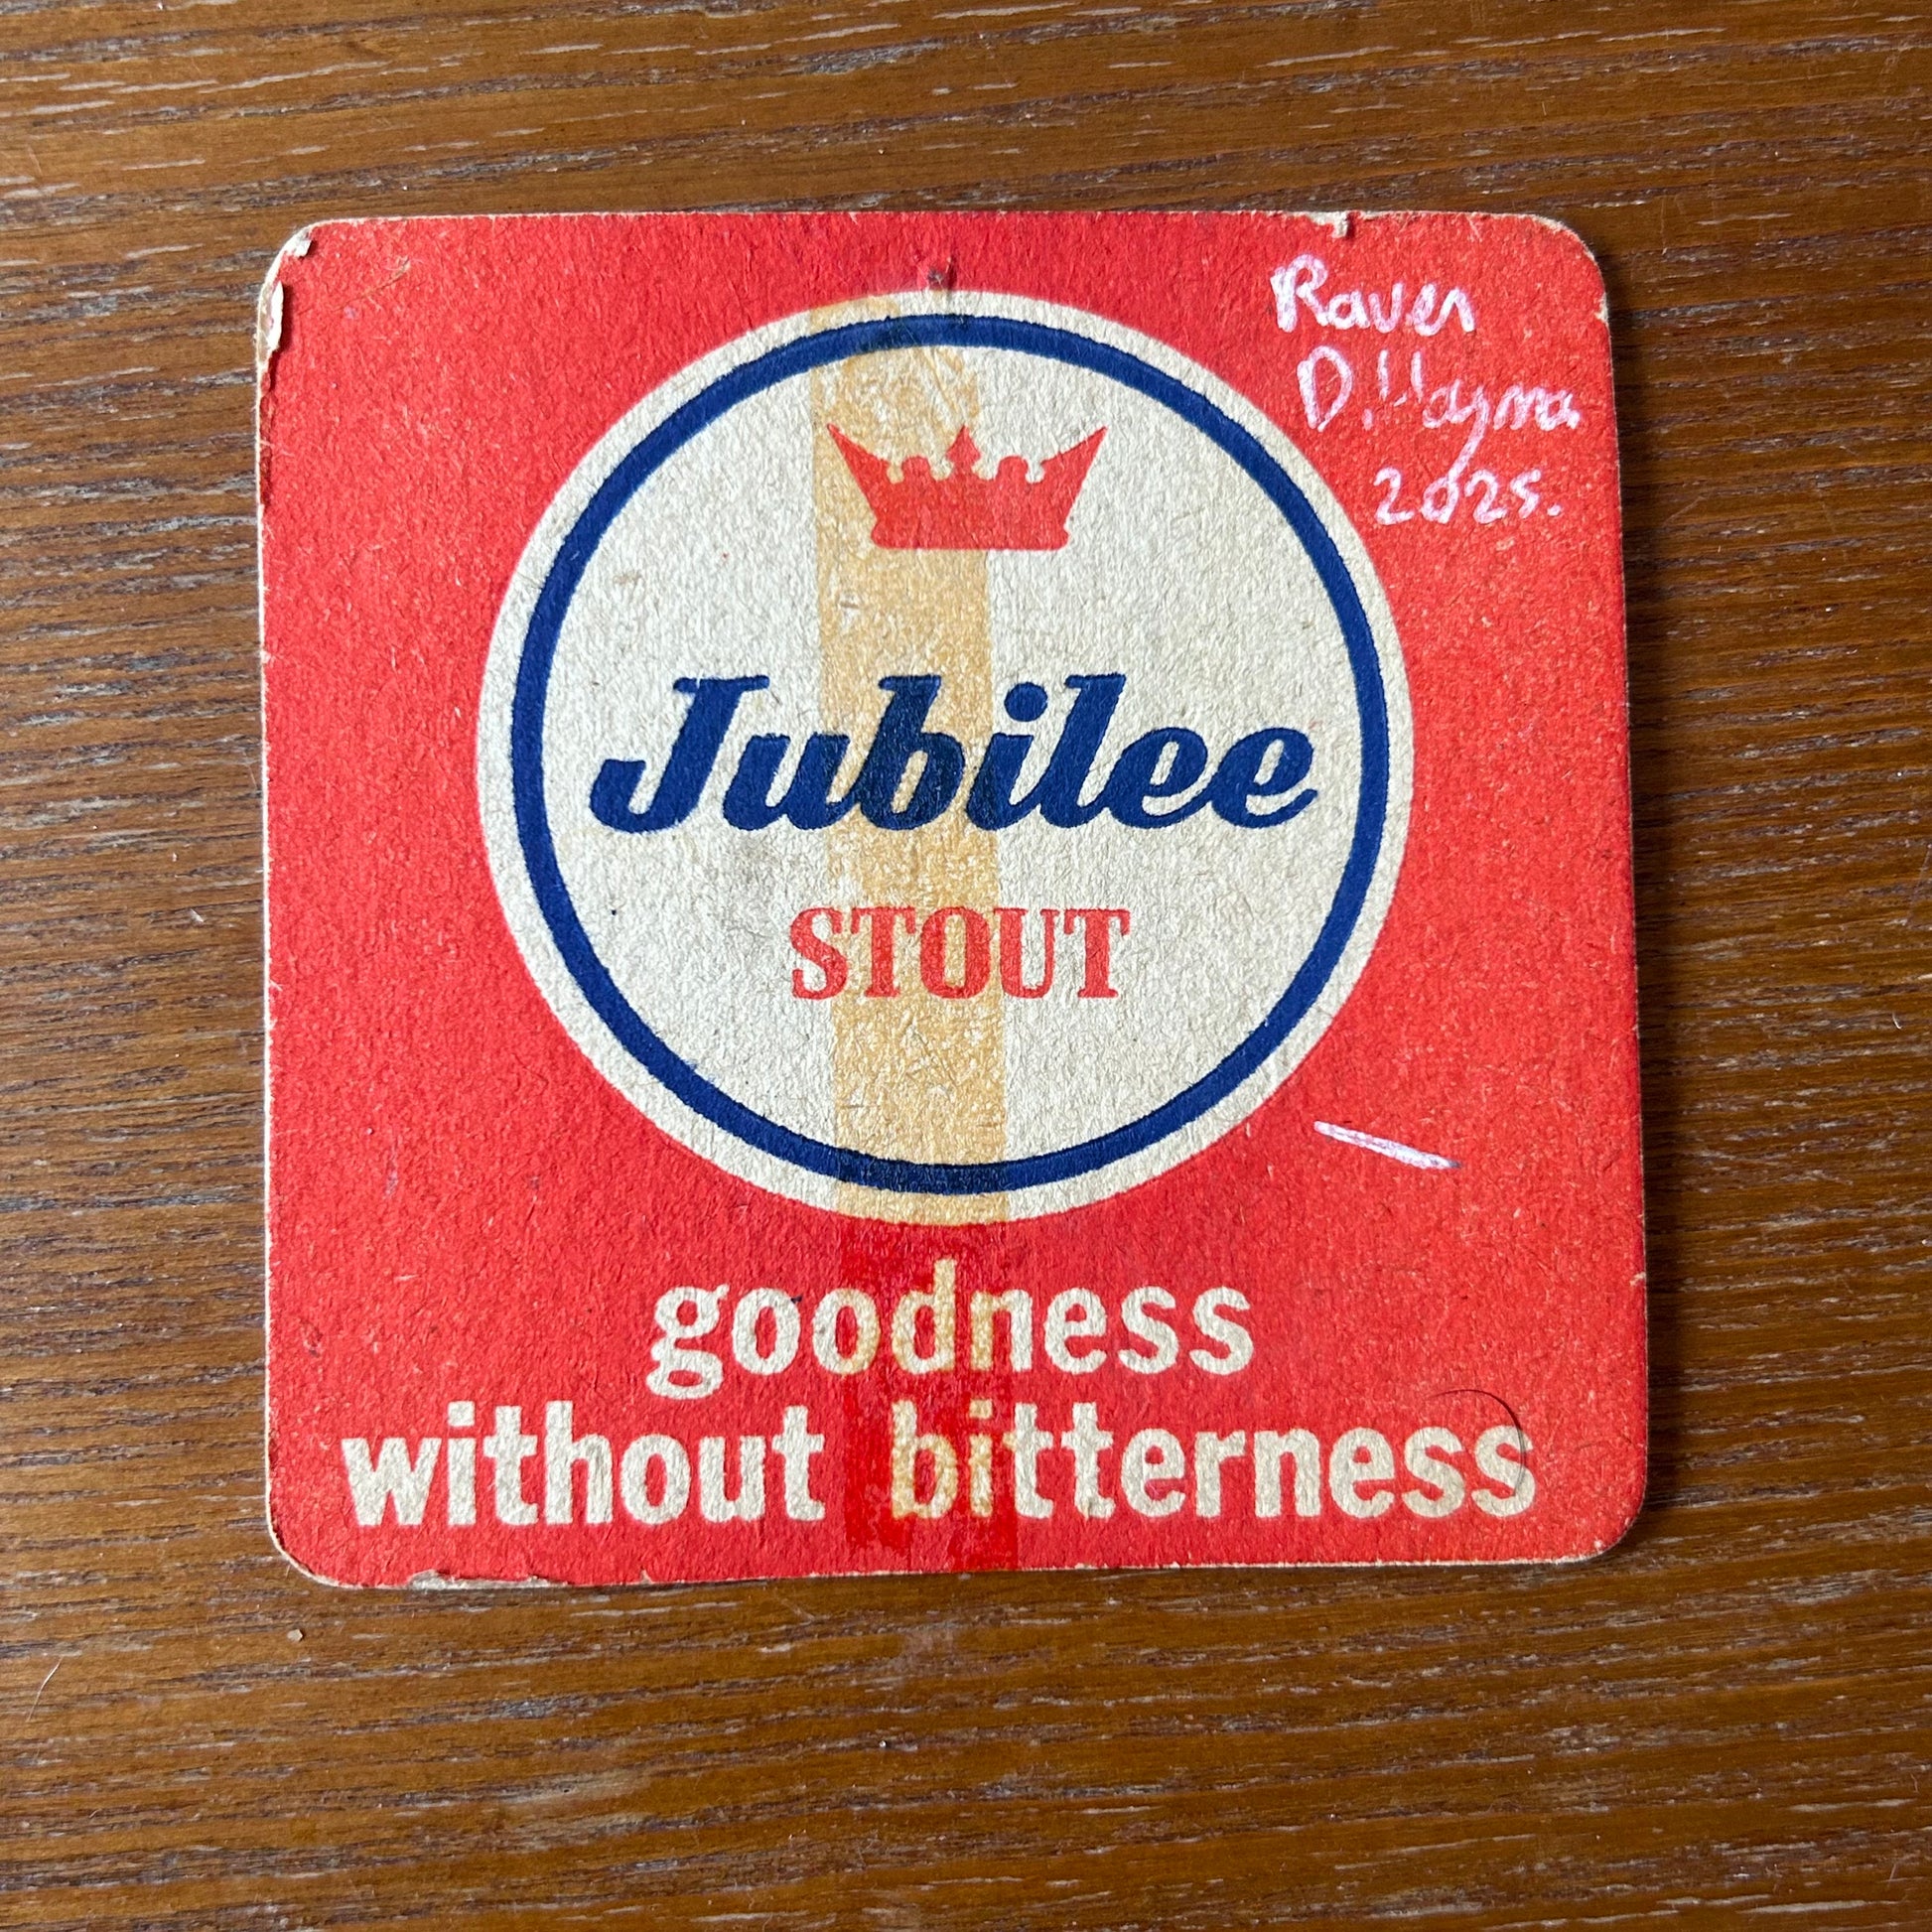 Raven
D.
2025.
Jubilee
STOUT
goodness
without bitterness